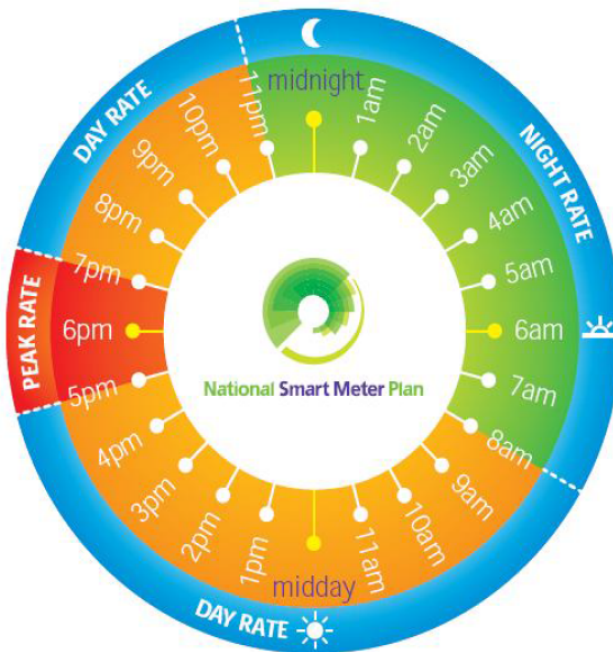 midnight
1am
2am
3am
4am
5am
6am
7am
8am
9am
10am
11am
midday
1pm
2pm
3pm
4pm
5pm
6pm
7pm
8pm
9pm
10pm
11pm
NIGHT RATE
DAY RATE
PEAK RATE
DAY RATE
National Smart Meter Plan